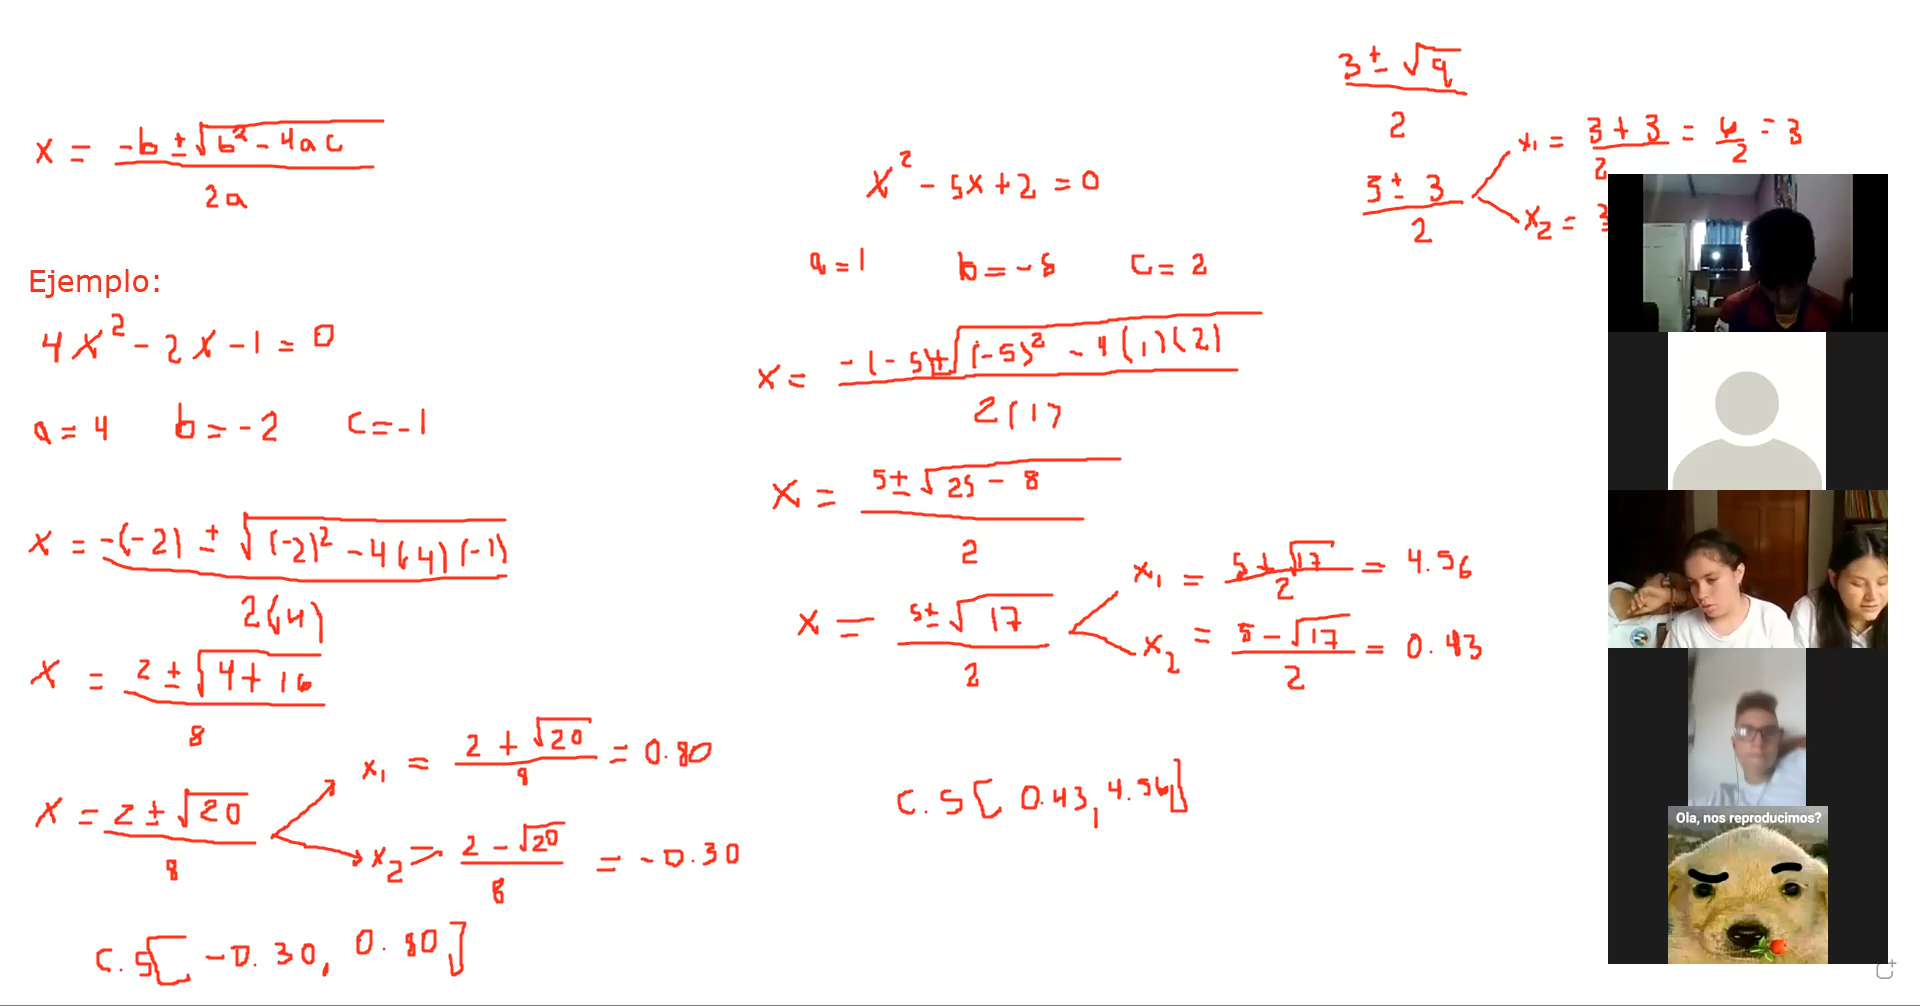 x = (-b ± √(b² - 4ac)) / 2a
Ejemplo:
4x² - 2x - 1 = 0
a = 4 b = -2 c = -1
x = (-(-2) ± √((-2)² - 4(4)(-1))) / 2(4)
x = (2 ± √(4 + 16)) / 8
x = (2 ± √20) / 8
x₁ = (2 + √20) / 8 = 0.80
x₂ = (2 - √20) / 8 = -0.30
C.S [-0.30, 0.80]
x² - 5x + 2 = 0
a = 1 b = -5 c = 2
x = (-(-5) ± √((-5)² - 4(1)(2))) / 2(1)
x = (5 ± √(25 - 8)) / 2
x = (5 ± √17) / 2
x₁ = (5 + √17) / 2 = 4.56
x₂ = (5 - √17) / 2 = 0.43
C.S [0.43, 4.56]
(3 ± √9) / 2
(3 ± 3) / 2
x₁ = (3 + 3) / 2 = 6/2 = 3
x₂ = 3
Ola, nos reproducimos?